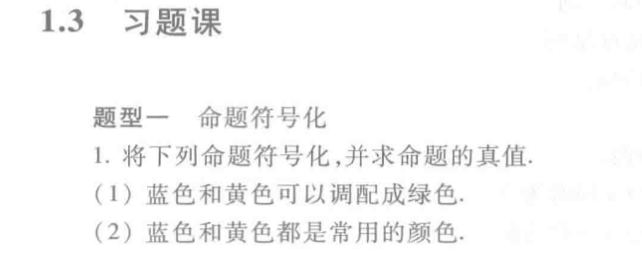 1.3 习题课
题型一 命题符号化
1. 将下列命题符号化,并求命题的真值.
(1) 蓝色和黄色可以调配成绿色.
(2) 蓝色和黄色都是常用的颜色.